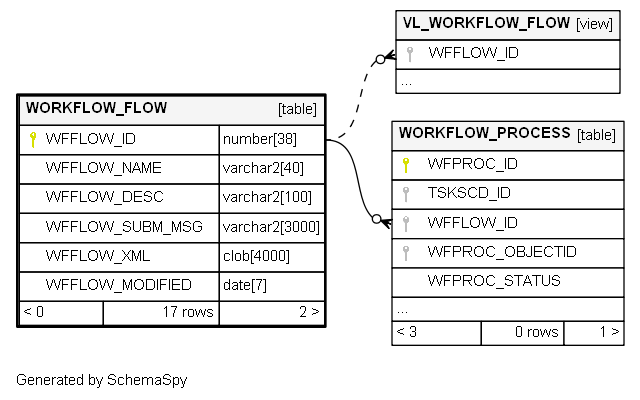 VL_WORKFLOW_FLOW [view]
WFFLOW_ID
...
WORKFLOW_FLOW [table]
WFFLOW_ID number[38]
WFFLOW_NAME varchar2[40]
WFFLOW_DESC varchar2[100]
WFFLOW_SUBM_MSG varchar2[3000]
WFFLOW_XML clob[4000]
WFFLOW_MODIFIED date[7]
< 0 17 rows 2 >
WORKFLOW_PROCESS [table]
WFPROC_ID
TSKSCD_ID
WFFLOW_ID
WFPROC_OBJECTID
WFPROC_STATUS
...
< 3 0 rows 1 >
Generated by SchemaSpy